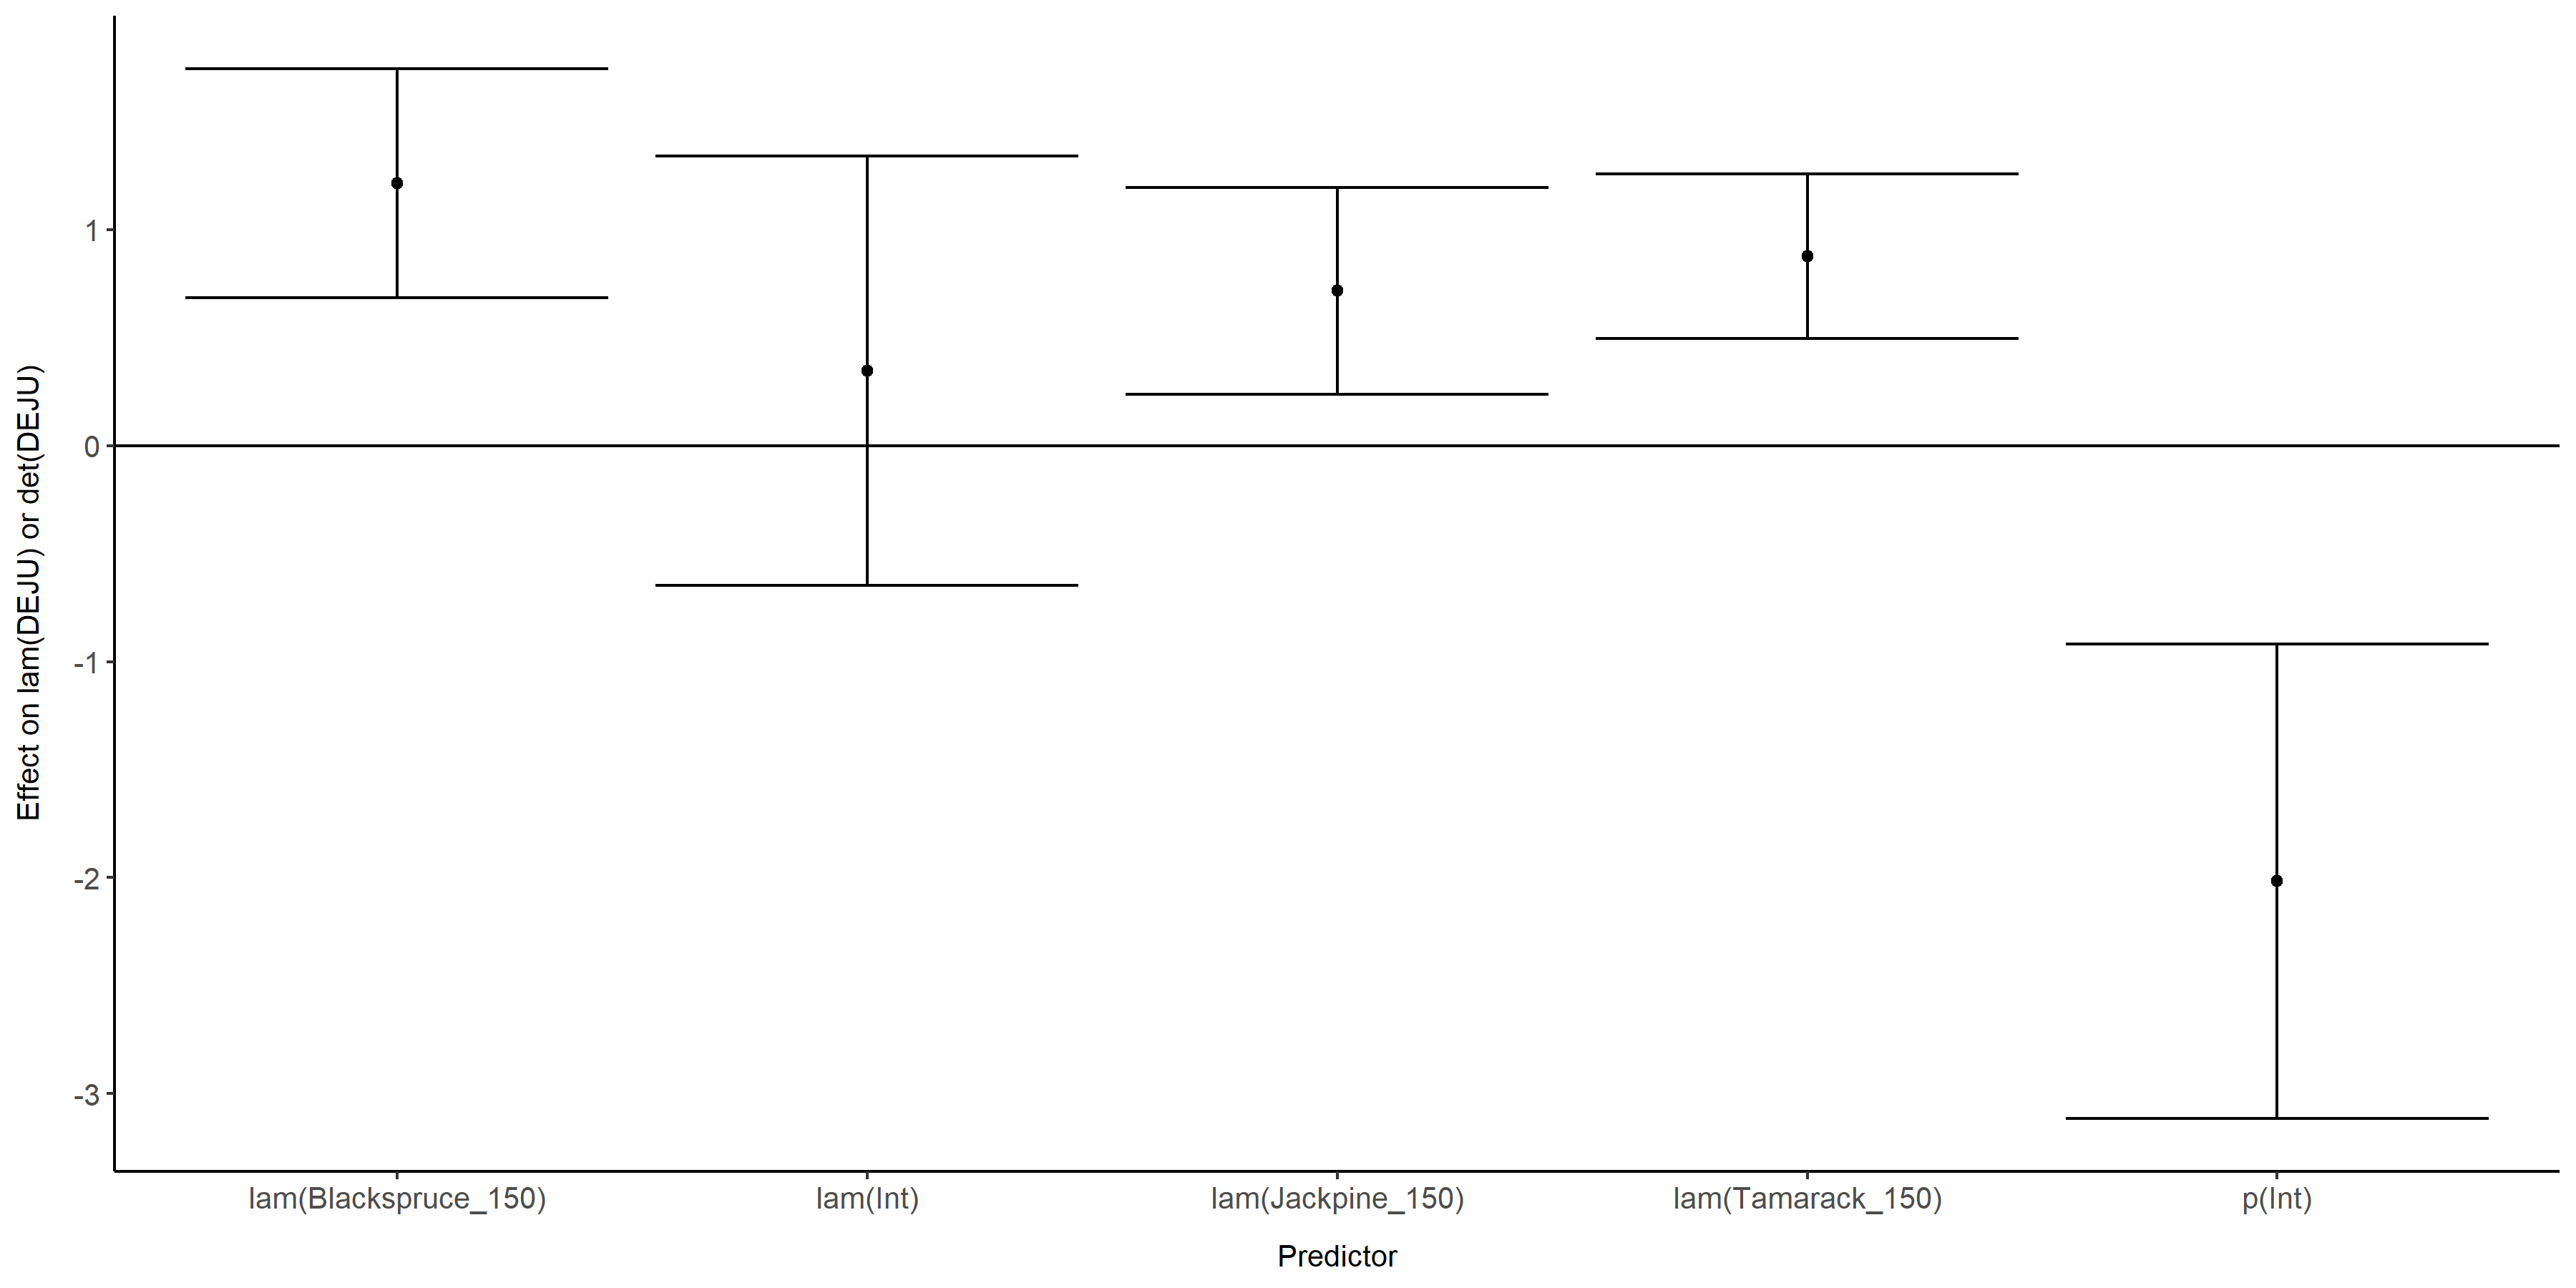 Effect on lam(DEJU) or det(DEJU)
1
0
-1
-2
-3
lam(Blackspruce_150) lam(Int) lam(Jackpine_150) lam(Tamarack_150) p(Int)
Predictor